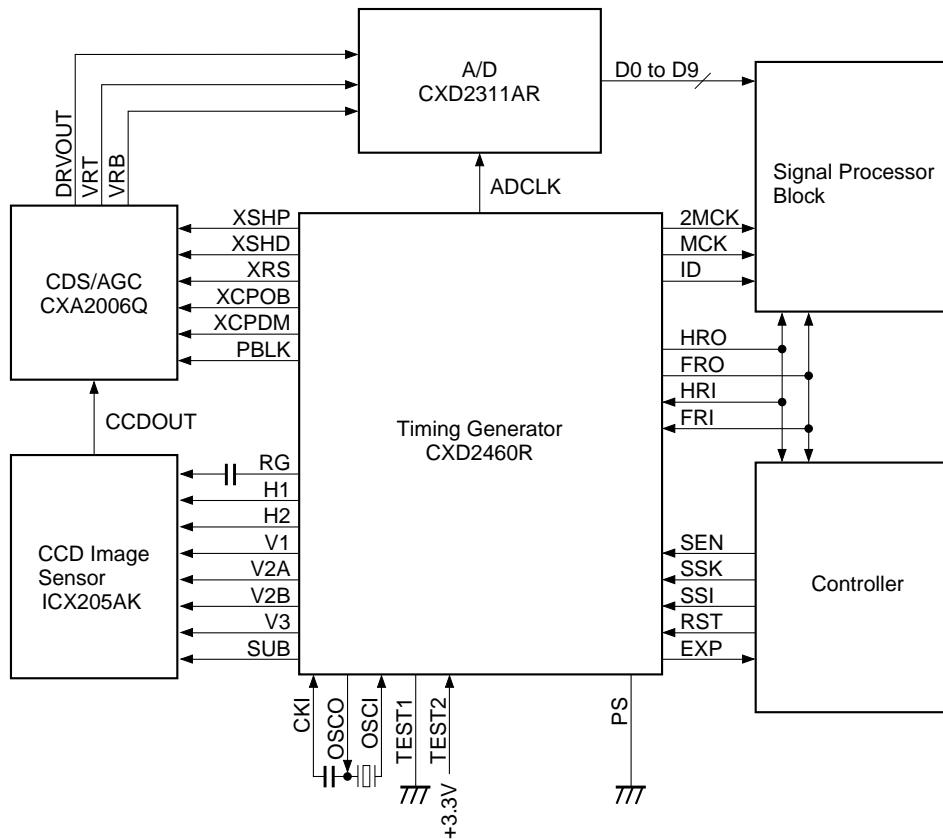 A/D
CXD2311AR
D0 to D9
DRVOUT
VRT
VRB
ADCLK
Signal Processor
Block
CDS/AGC
CXA2006Q
XSHP
XSHD
XRS
XCPOB
XCPDM
PBLK
2MCK
MCK
ID
HRO
FRO
HRI
FRI
CCDOUT
Timing Generator
CXD2460R
CCD Image
Sensor
ICX205AK
RG
H1
H2
V1
V2A
V2B
V3
SUB
SEN
SSK
SSI
RST
EXP
Controller
CKI
OSCO
OSCI
TEST1
TEST2
PS
+3.3V